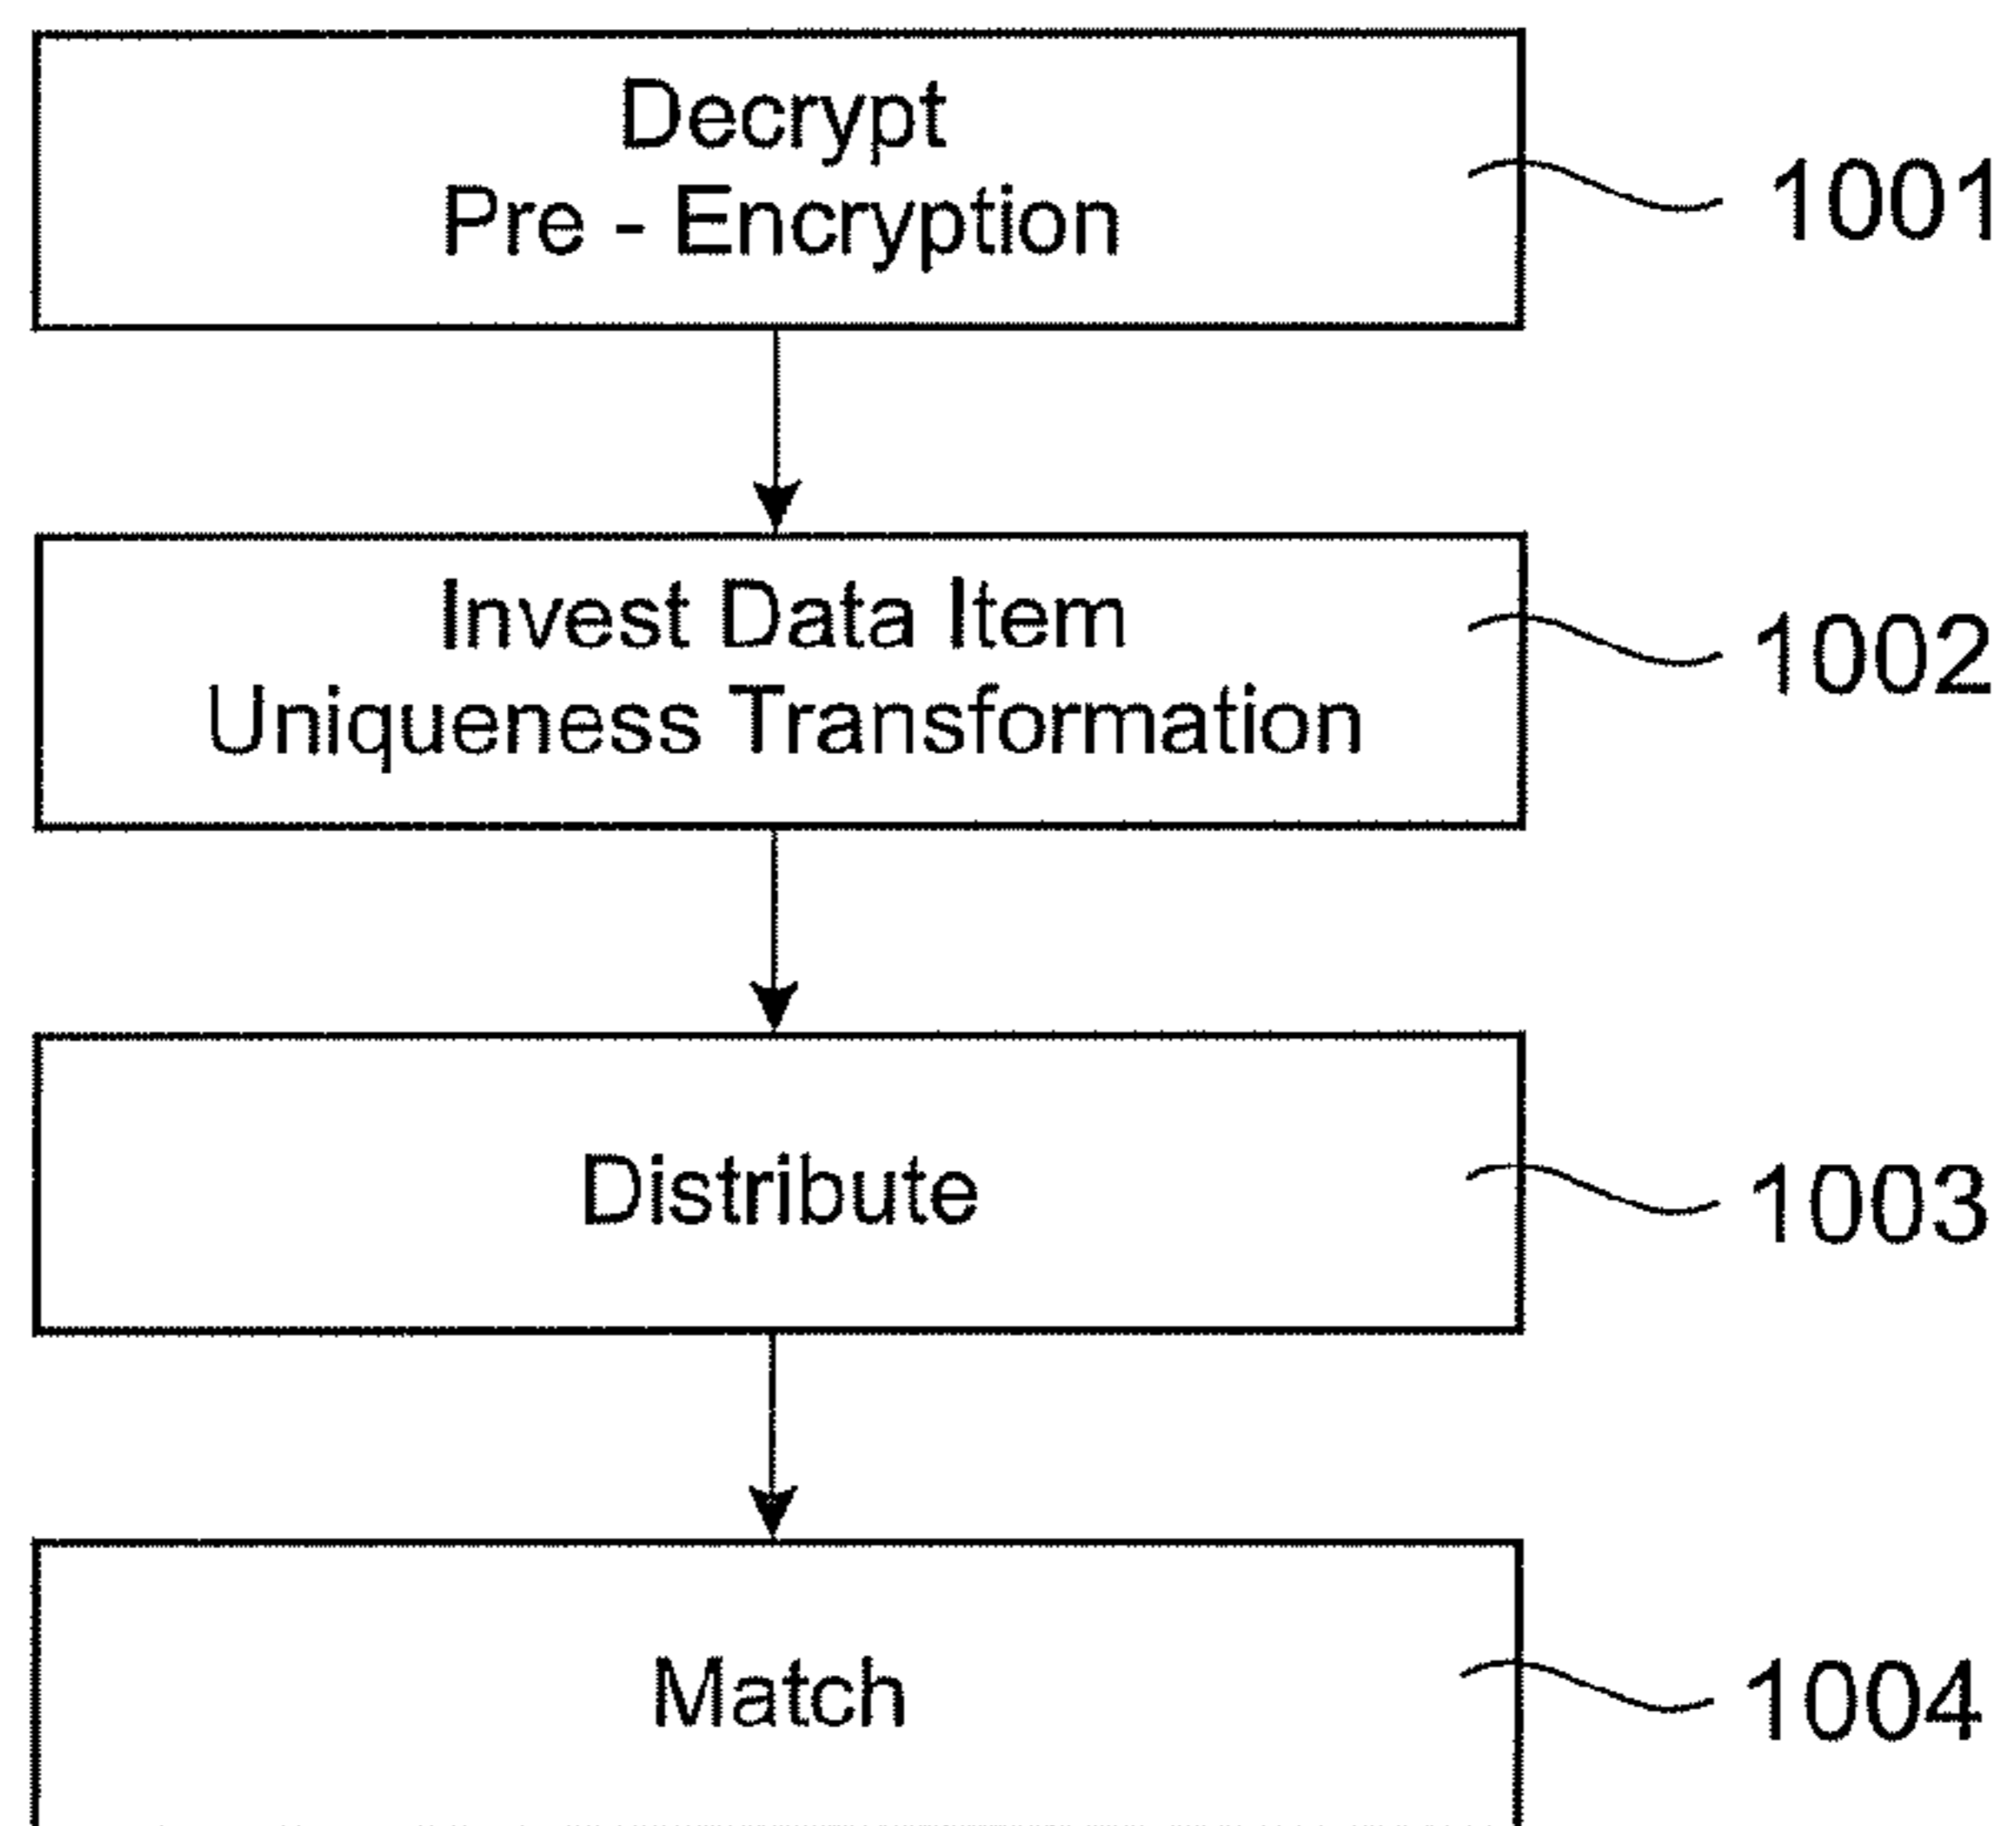 Decrypt
Pre - Encryption
1001
Invest Data Item
Uniqueness Transformation
1002
Distribute
1003
Match
1004